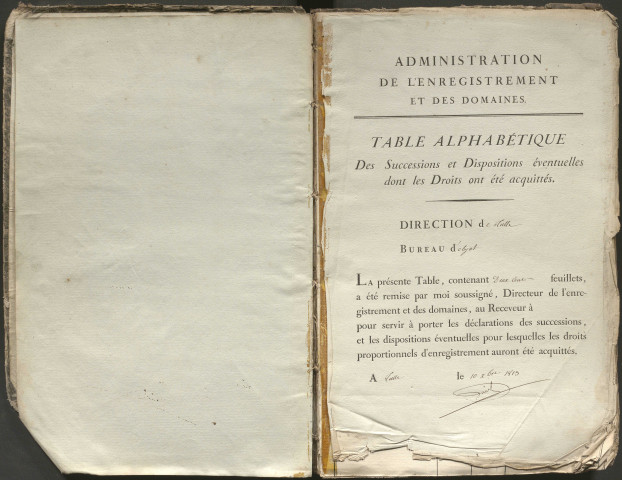 ADMINISTRATION
DE L'ENREGISTREMENT
ET DES DOMAINES.
TABLE ALPHABÉTIQUE
Des Successions et Dispositions éventuelles
dont les Droits ont été acquittés.
DIRECTION d
BUREAU d
LA présente Table, contenant feuillets,
a été remise par moi soussigné, Directeur de l'enre-
gistrement et des domaines, au Receveur à
pour servir à porter les déclarations des successions,
et les dispositions éventuelles pour lesquelles les droits
proportionnels d'enregistrement auront été acquittés.
A le 1813